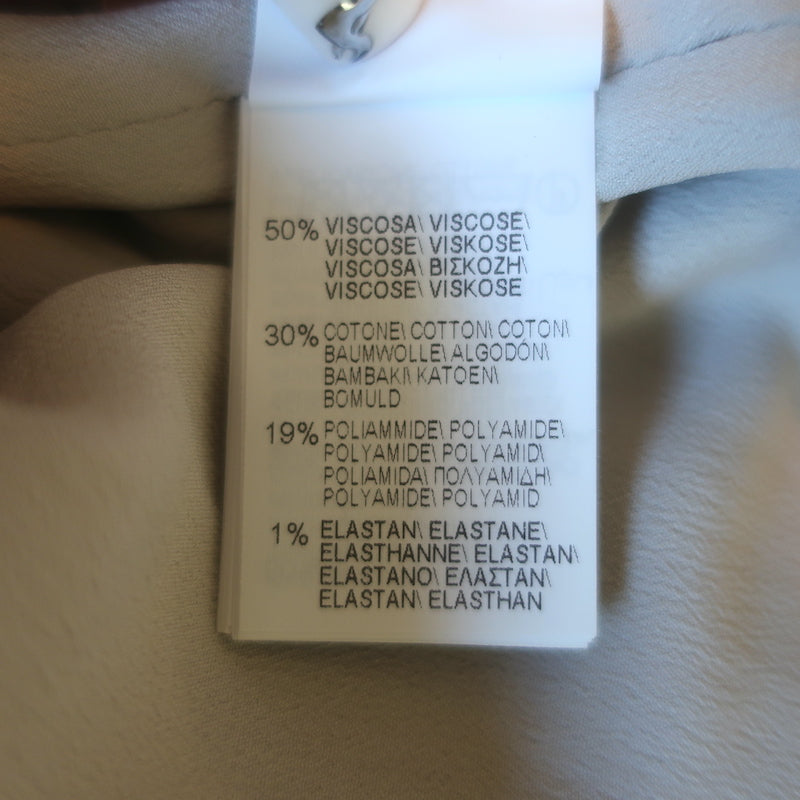 50% VISCOSA\ VISCOSE\
VISCOSE\ VISKOSE\
VISCOSA\ ΒΙΣΚΟΖΗ\
VISCOSE\ VISKOSE
30% COTONE\ COTTON\ COTON\
BAUMWOLLE\ ALGODÓN\
BAMBAKI\ KATOEN\
BOMULD
19% POLIAMMIDE\ POLYAMIDE\
POLYAMIDE\ POLYAMID\
POLIAMIDA\ ΠΟΛΥΑΜΙΔΗ\
POLYAMIDE\ POLYAMID
1% ELASTAN\ ELASTANE\
ELASTHANNE\ ELASTAN\
ELASTANO\ ΕΛΑΣΤΑΝ\
ELASTAN\ ELASTHAN